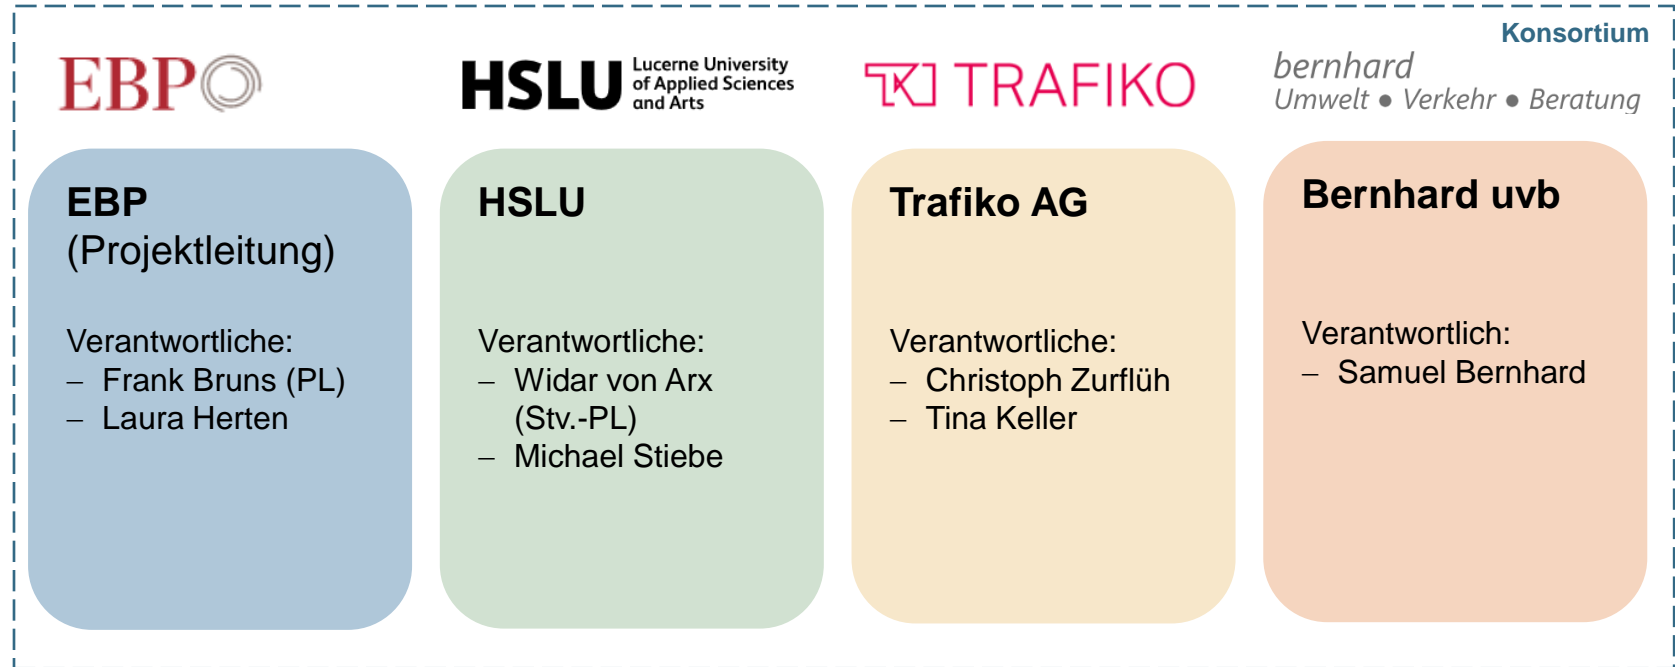 Konsortium
EBP
HSLU Lucerne University
of Applied Sciences
and Arts
TRAFIKO
bernhard
Umwelt ● Verkehr ● Beratung
EBP
(Projektleitung)
Verantwortliche:
– Frank Bruns (PL)
– Laura Herten
HSLU
Verantwortliche:
– Widar von Arx
(Stv.-PL)
– Michael Stiebe
Trafiko AG
Verantwortliche:
– Christoph Zurflüh
– Tina Keller
Bernhard uvb
Verantwortlich:
– Samuel Bernhard